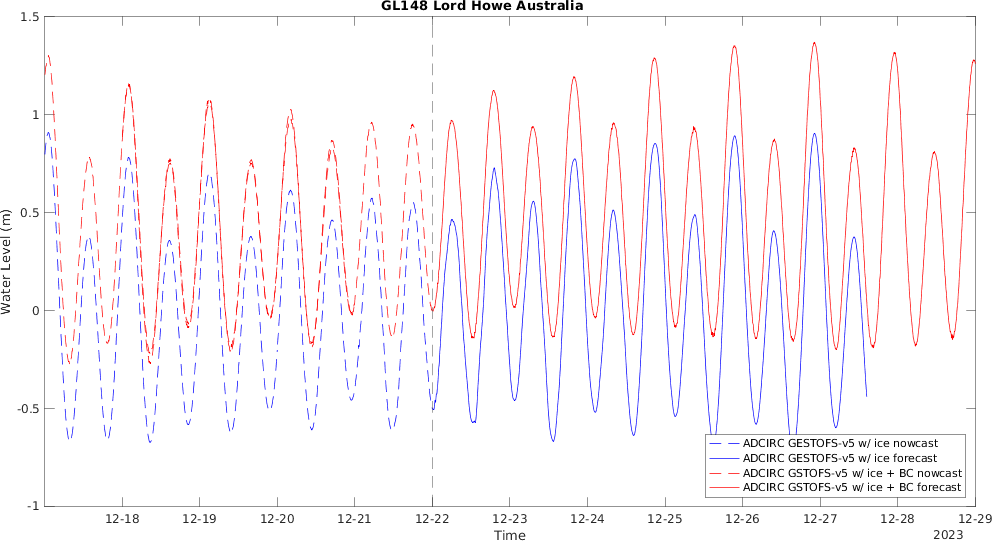 GL148 Lord Howe Australia
1.5
1
0.5
0
-0.5
-1
Water Level (m)
12-18 12-19 12-20 12-21 12-22 12-23 12-24 12-25 12-26 12-27 12-28 12-29
Time
2023
ADCIRC GESTOFS-v5 w/ ice nowcast
ADCIRC GESTOFS-v5 w/ ice forecast
ADCIRC GSTOFS-v5 w/ ice + BC nowcast
ADCIRC GSTOFS-v5 w/ ice + BC forecast